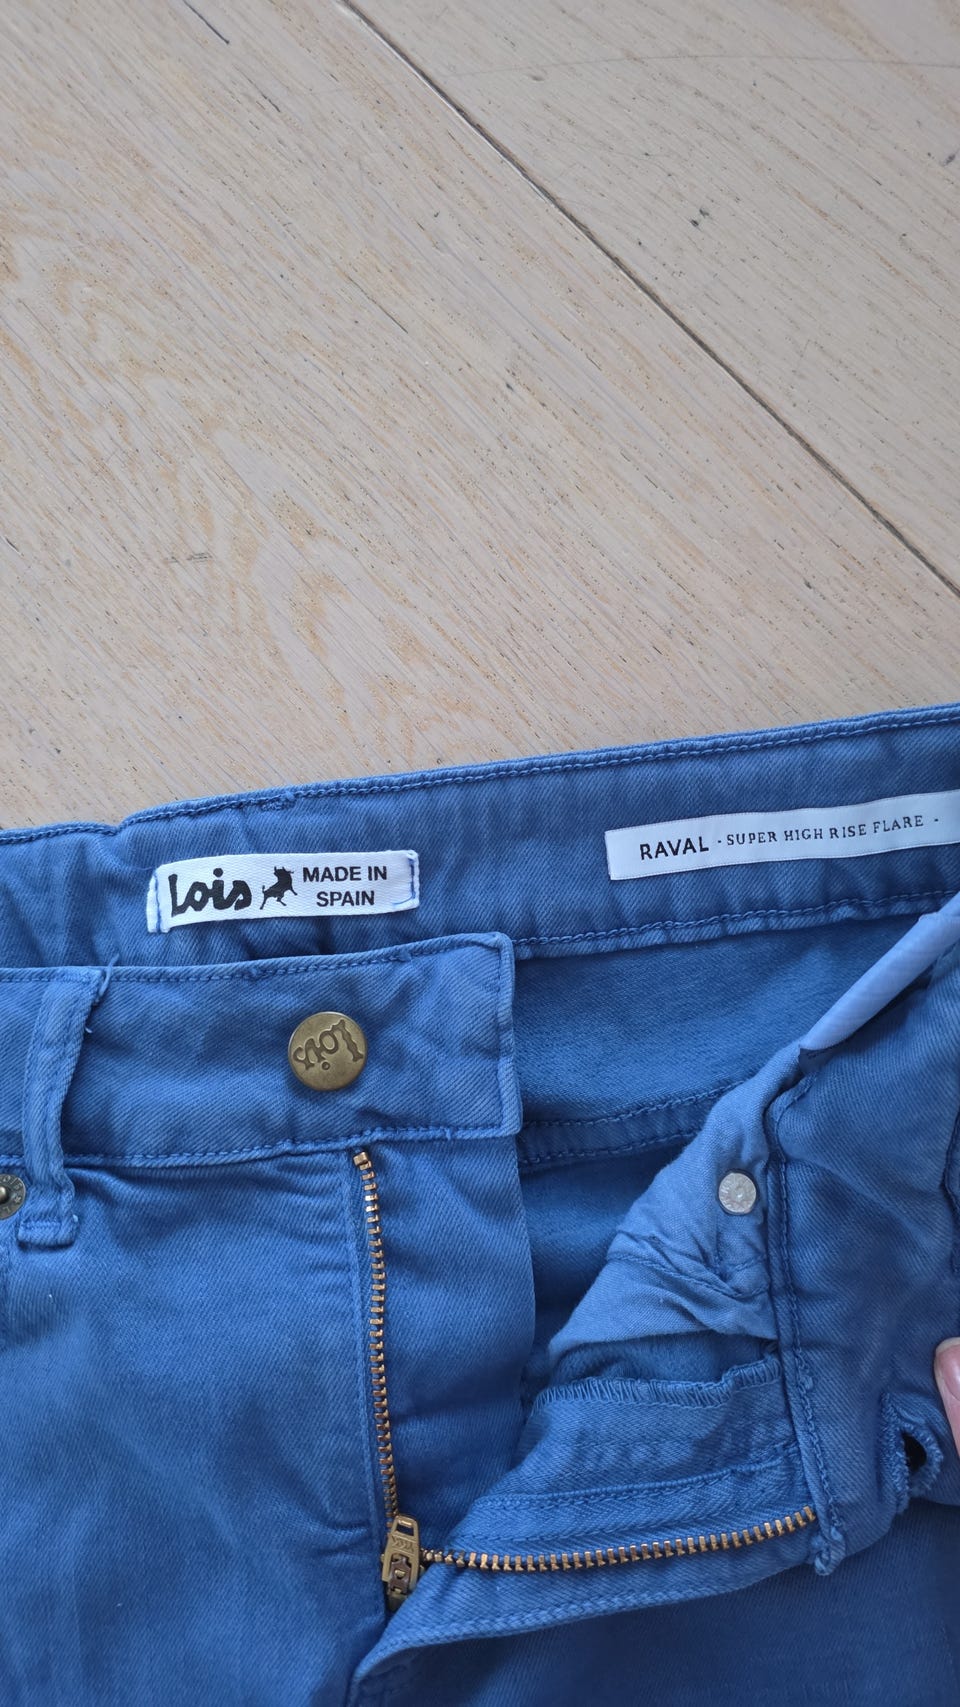 Lois MADE IN
SPAIN
RAVAL · SUPER HIGH RISE FLARE ·
Lois